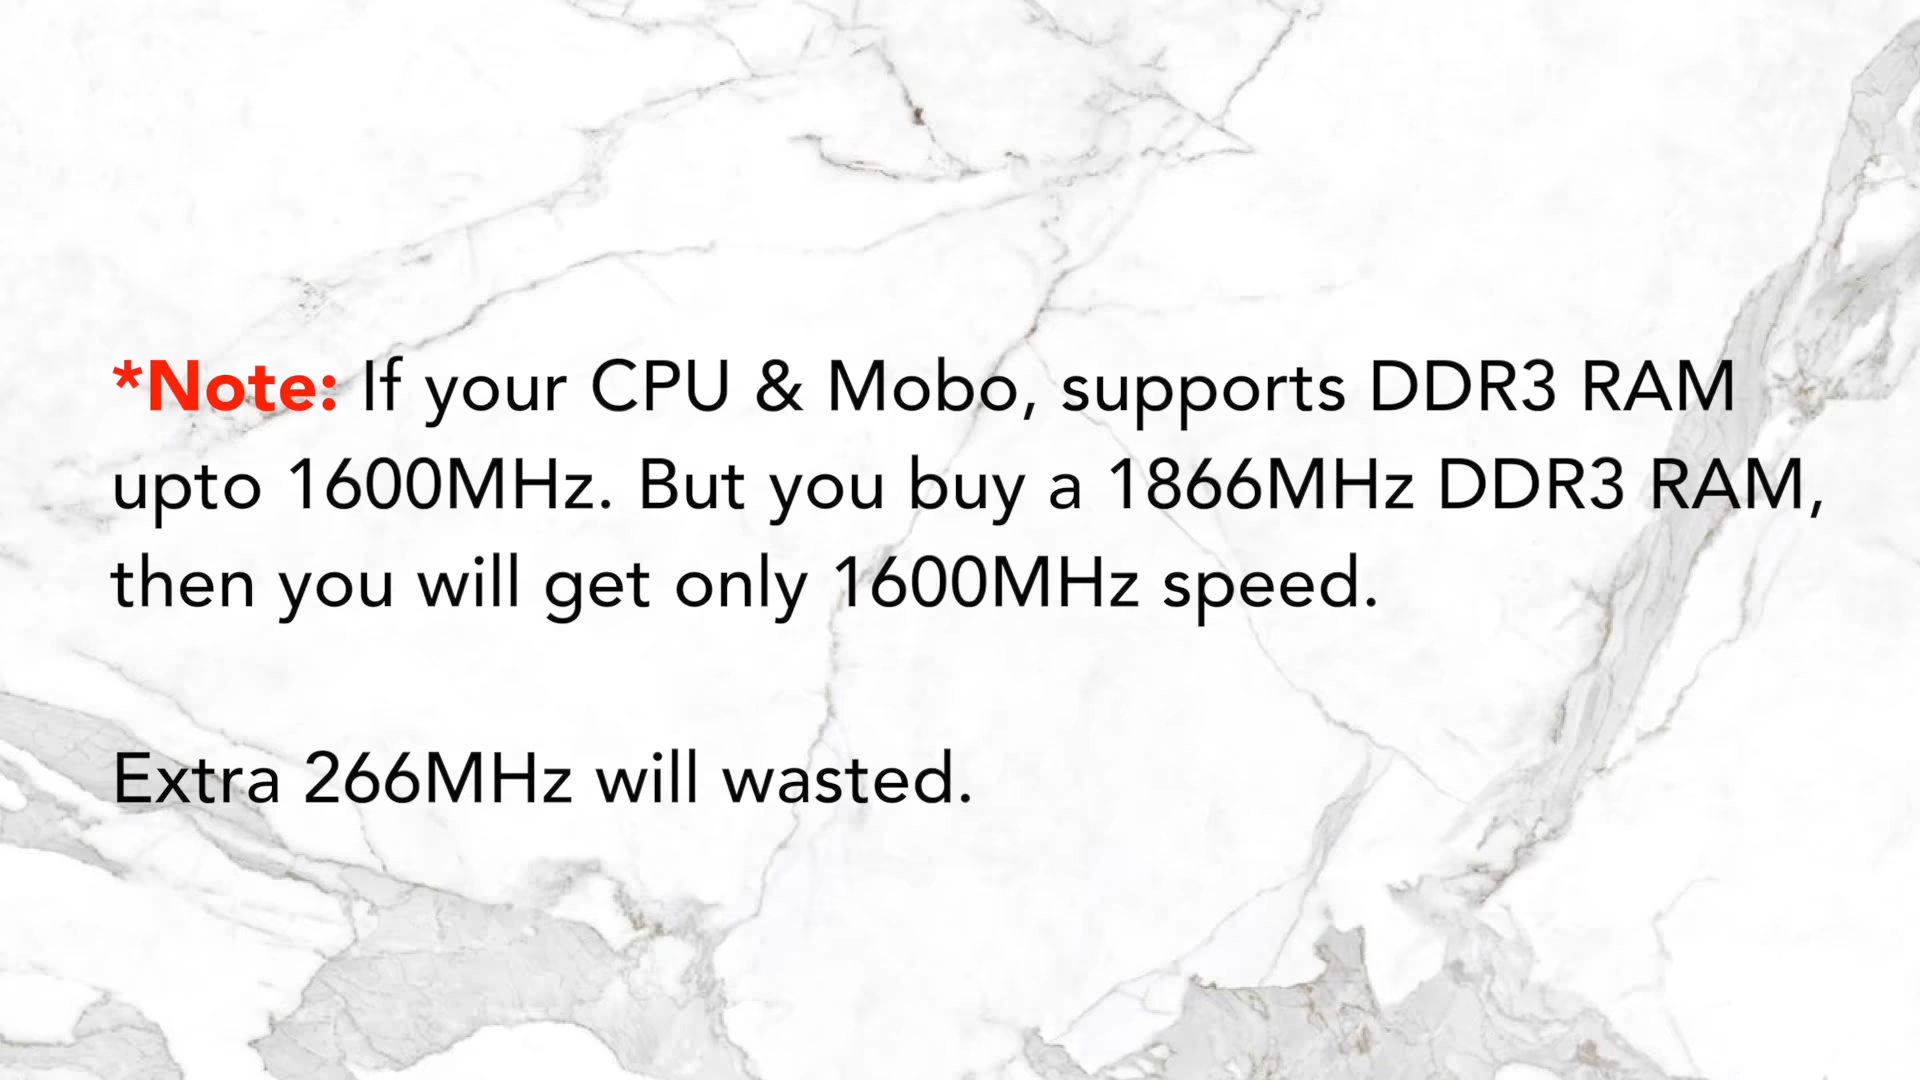 *Note: If your CPU & Mobo, supports DDR3 RAM
upto 1600MHz. But you buy a 1866MHz DDR3 RAM,
then you will get only 1600MHz speed.
Extra 266MHz will wasted.